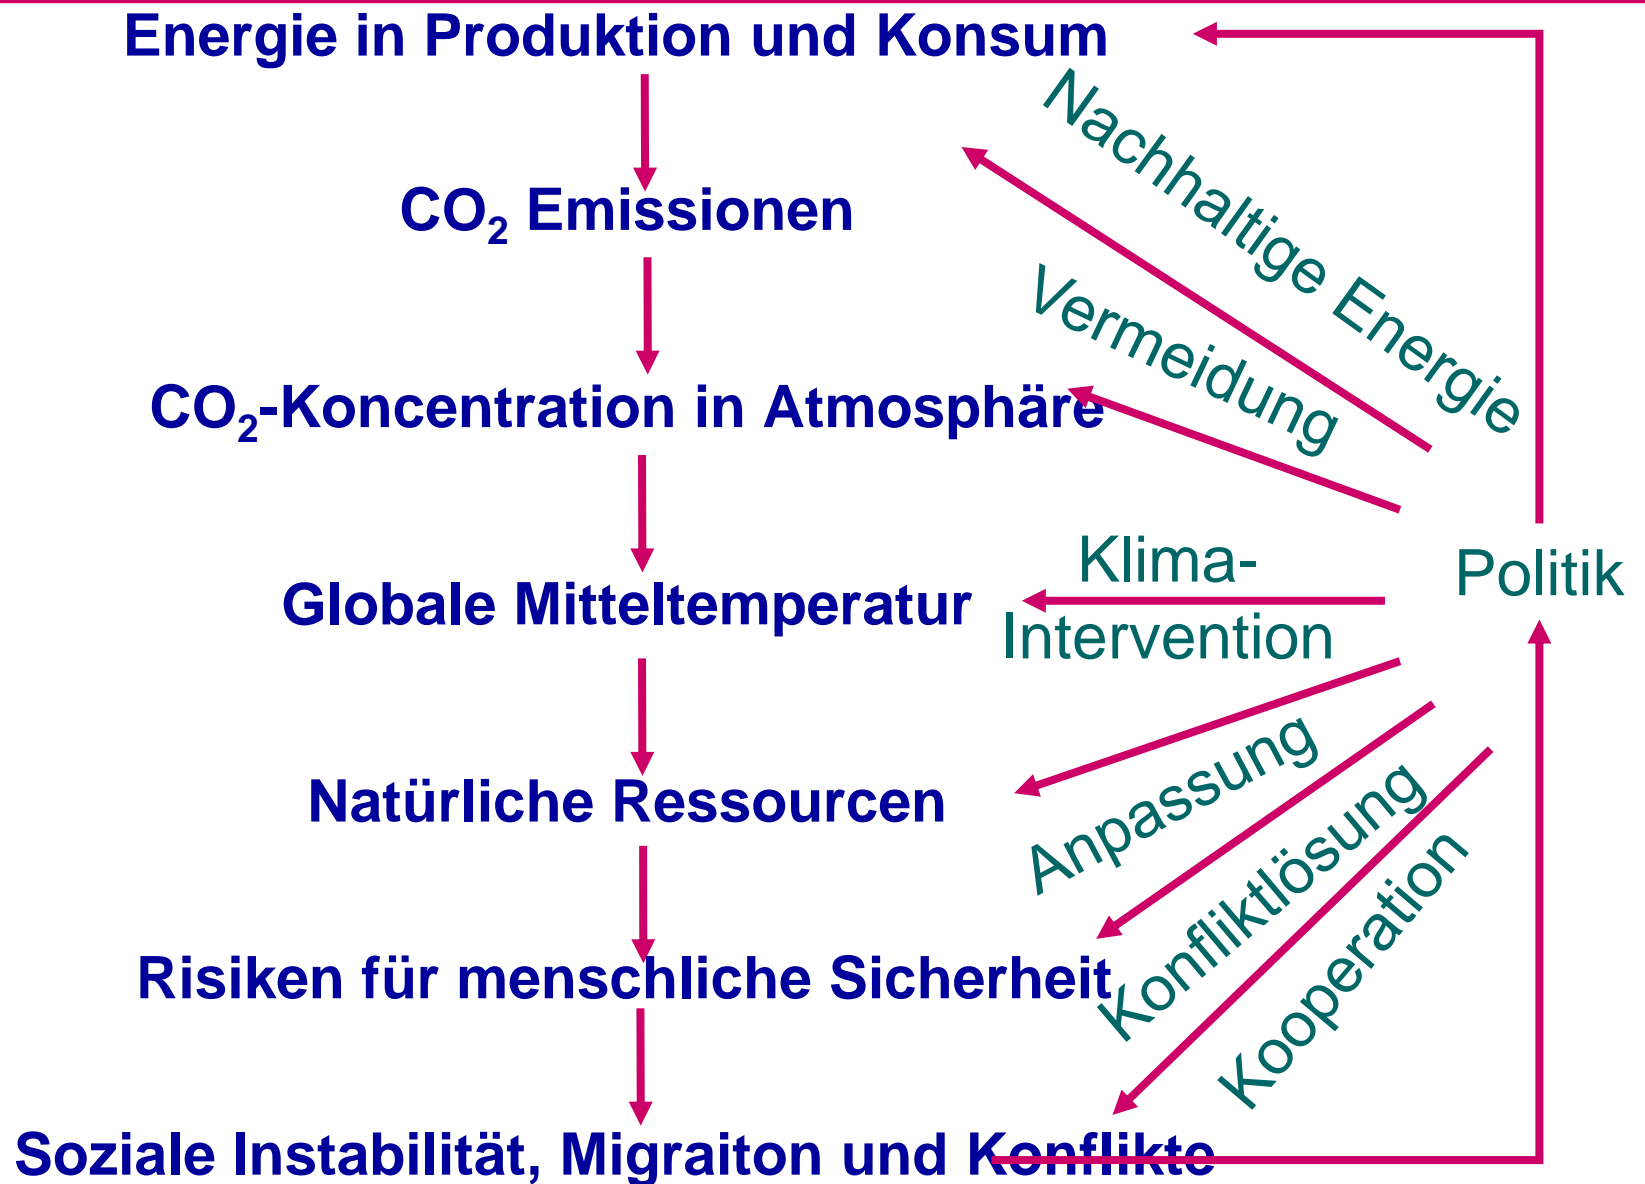 Energie in Produktion und Konsum
Nachhaltige Energie
CO₂ Emissionen
Vermeidung
CO₂-Koncentration in Atmosphäre
Klima-
Intervention
Politik
Globale Mitteltemperatur
Anpassung
Natürliche Ressourcen
Konfliktlösung
Kooperation
Risiken für menschliche Sicherheit
Soziale Instabilität, Migraiton und Konflikte